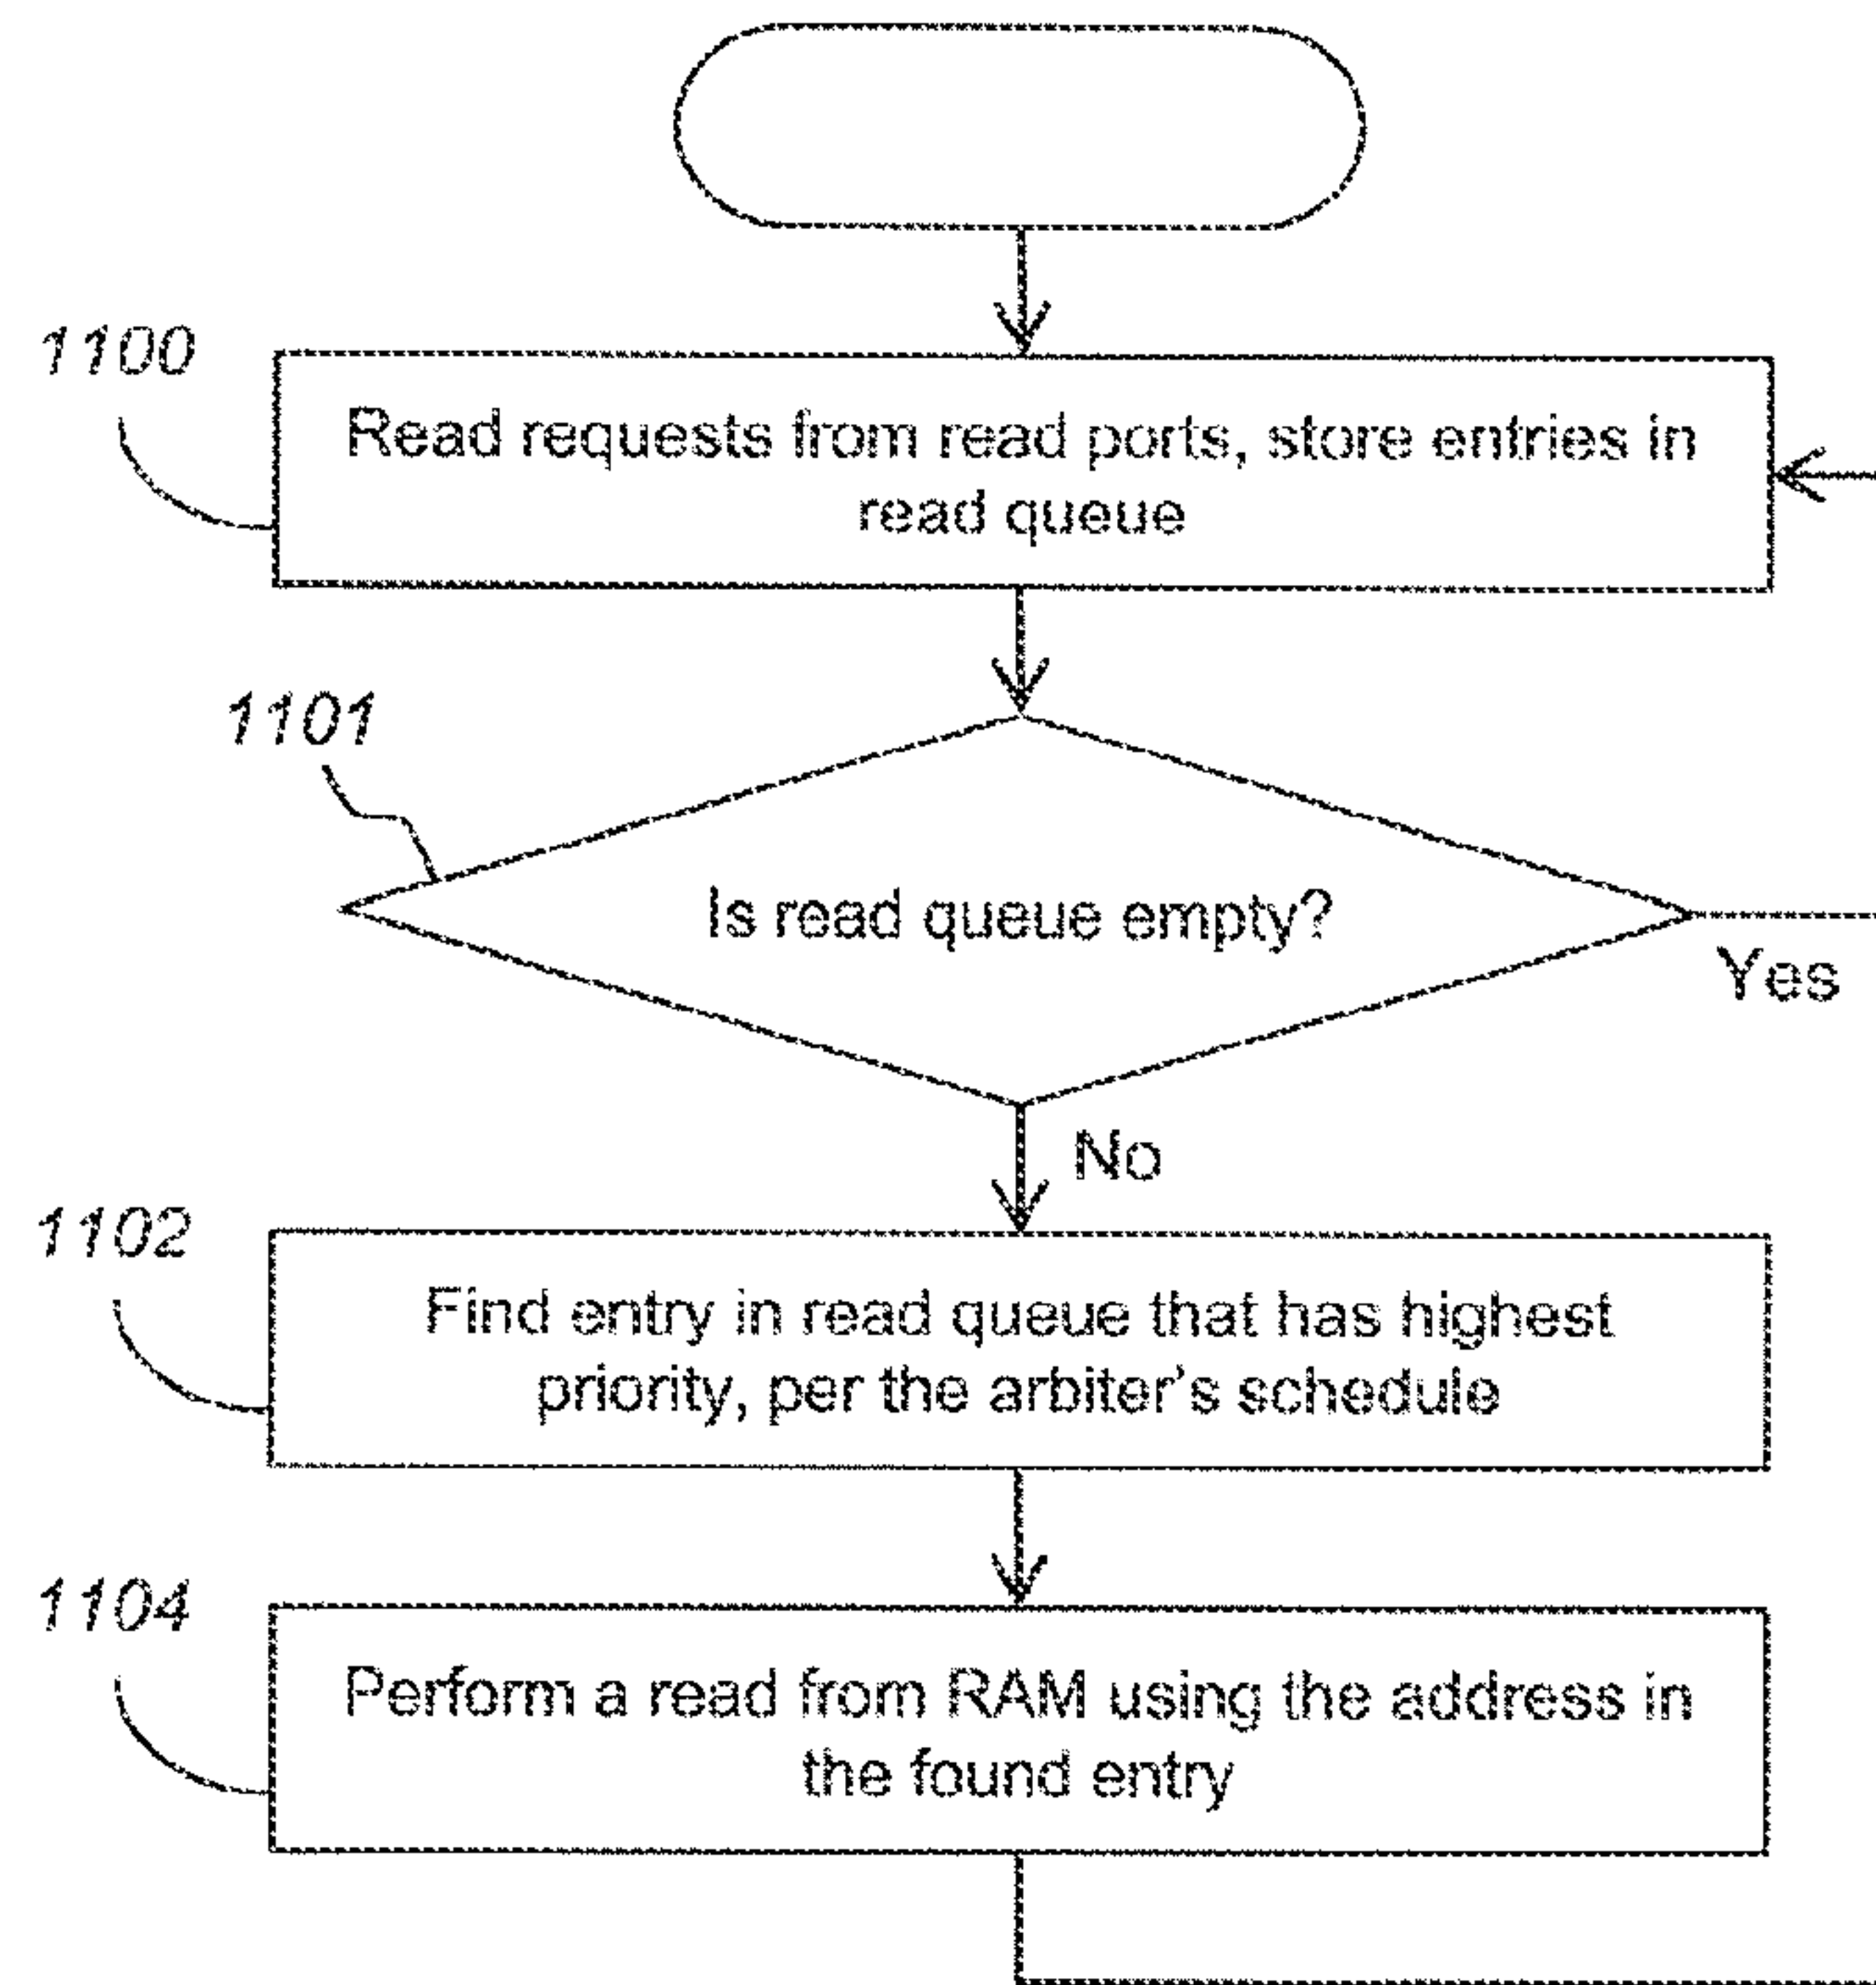 1100
Read requests from read ports, store entries in
read queue
1101
Is read queue empty?
Yes
No
1102
Find entry in read queue that has highest
priority, per the arbiter's schedule
1104
Perform a read from RAM using the address in
the found entry